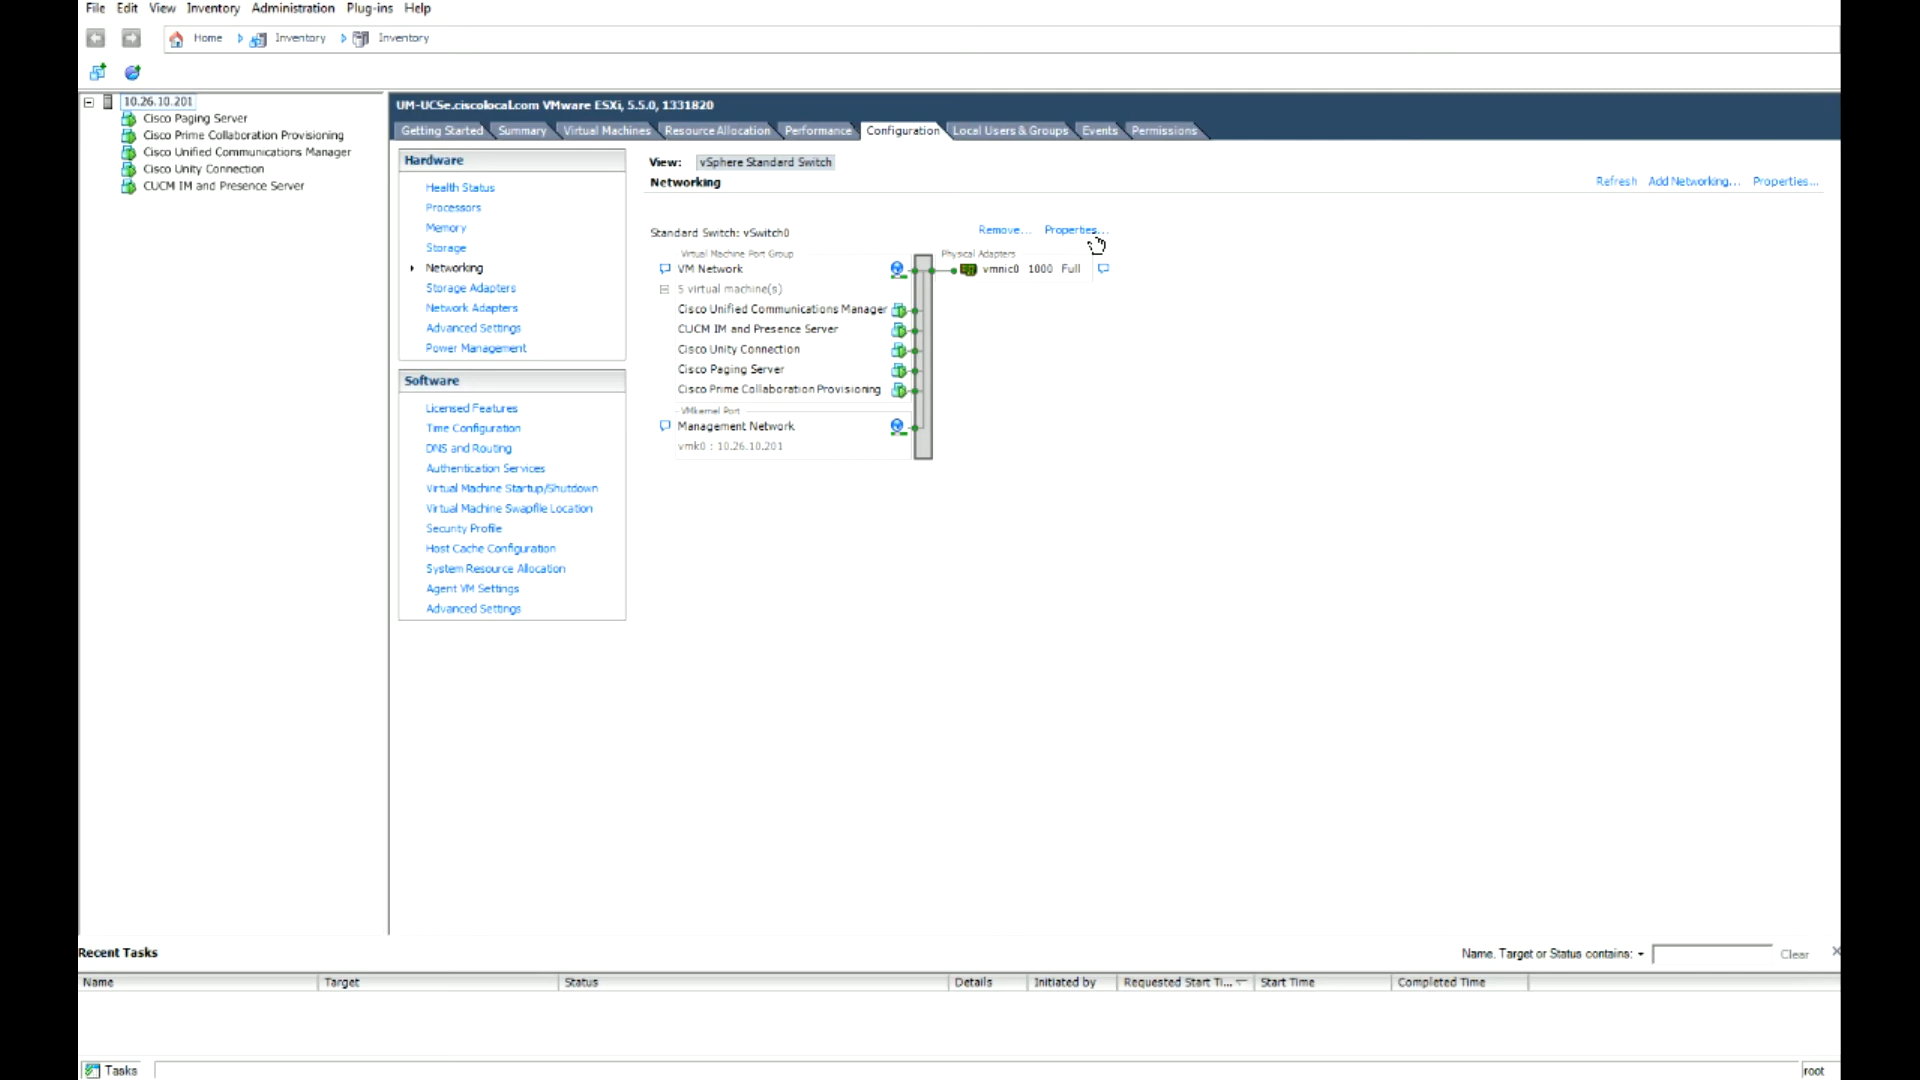 File Edit View Inventory Administration Plug-ins Help
Home Inventory Inventory
10.26.10.201
Cisco Paging Server
Cisco Prime Collaboration Provisioning
Cisco Unified Communications Manager
Cisco Unity Connection
CUCM IM and Presence Server
UM-UCSe.ciscolocal.com VMware ESXi, 5.5.0, 1331820
Getting Started Summary Virtual Machines Resource Allocation Performance Configuration Local Users & Groups Events Permissions
Hardware
Health Status
Processors
Memory
Storage
Networking
Storage Adapters
Network Adapters
Advanced Settings
Power Management
Software
Licensed Features
Time Configuration
DNS and Routing
Authentication Services
Virtual Machine Startup/Shutdown
Virtual Machine Swapfile Location
Security Profile
Host Cache Configuration
System Resource Allocation
Agent VM Settings
Advanced Settings
View: vSphere Standard Switch
Networking
Refresh Add Networking... Properties...
Standard Switch: vSwitch0 Remove... Properties...
Virtual Machine Port Group Physical Adapters
VM Network vmnic0 1000 Full
5 virtual machine(s)
Cisco Unified Communications Manager
CUCM IM and Presence Server
Cisco Unity Connection
Cisco Paging Server
Cisco Prime Collaboration Provisioning
VMkernel Port
Management Network
vmk0 : 10.26.10.201
Recent Tasks
Name, Target or Status contains: Clear
Name Target Status Details Initiated by Requested Start Ti... Start Time Completed Time
Tasks root